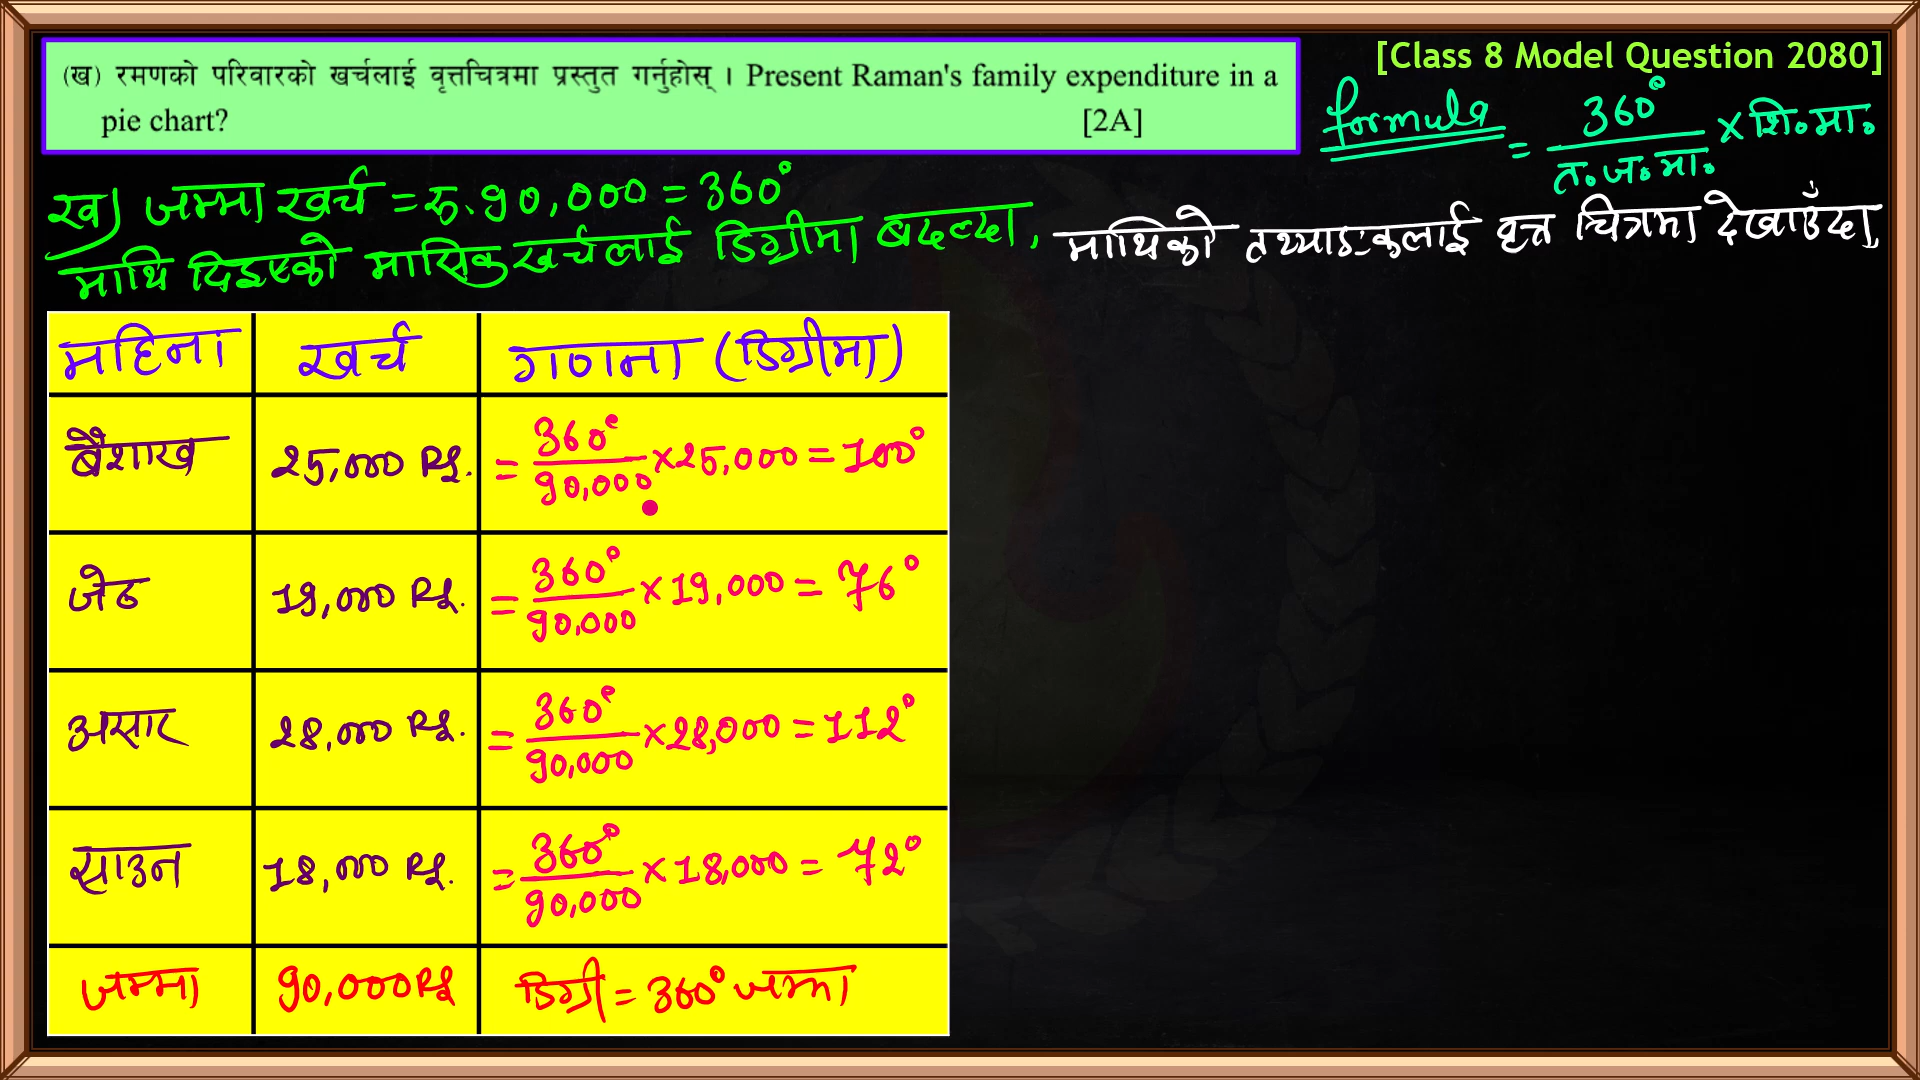 [Class 8 Model Question 2080]
(ख) रमणको परिवारको खर्चलाई वृत्तचित्रमा प्रस्तुत गर्नुहोस् । Present Raman's family expenditure in a
pie chart? [2A]
formula = 360° / त.ज.मा. × शि.मा.
ख) जम्मा खर्च = रु. 90,000 = 360°
माथि दिइएको मासिक खर्चलाई डिग्रीमा बदल्दा,
माथिको तथ्याङ्कलाई वृत्त चित्रमा देखाउँदा,
महिना खर्च गणना (डिग्रीमा)
बैशाख 25,000 Rs. = 360° / 90,000 × 25,000 = 100°
जेठ 19,000 Rs. = 360° / 90,000 × 19,000 = 76°
असार 28,000 Rs. = 360° / 90,000 × 28,000 = 112°
साउन 18,000 Rs. = 360° / 90,000 × 18,000 = 72°
जम्मा 90,000 Rs डिग्री = 360° जम्मा